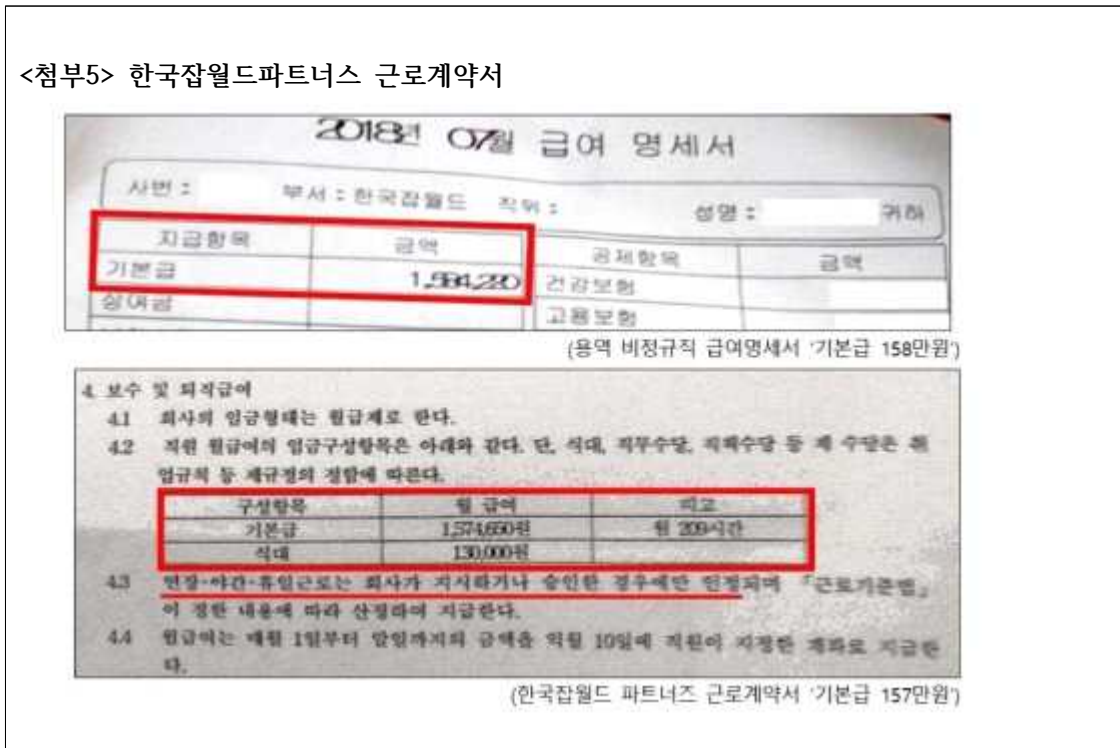 <첨부5> 한국잡월드파트너스 근로계약서
2018년 07월 급여 명세서
사번 : 부서 : 한국잡월드 직위 : 성명 : 귀하
지급항목 금액 공제항목 금액
기본급 1,584,220 건강보험
상여금 고용보험
(용역 비정규직 급여명세서 '기본급 158만원')
4. 보수 및 퇴직급여
4.1 회사의 임금형태는 월급제로 한다.
4.2 직원 월급여의 임금구성항목은 아래와 같다. 단, 식대, 직무수당, 직책수당 등 제 수당은 취
업규칙 등 제규정의 정함에 따른다.
구성항목 월 급여 비고
기본급 1,574,650원 월 209시간
식대 130,000원
4.3 연장·야간·휴일근로는 회사가 지시하거나 승인한 경우에만 인정되며 「근로기준법」
이 정한 내용에 따라 산정하여 지급한다.
4.4 월급여는 매월 1일부터 말일까지의 금액을 익월 10일에 직원이 지정한 계좌로 지급한
다.
(한국잡월드 파트너즈 근로계약서 '기본급 157만원')